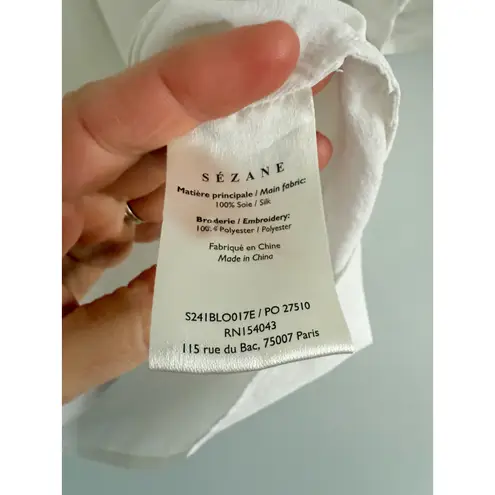 SÉZANE
Matière principale / Main fabric:
100% Soie / Silk
Broderie / Embroidery:
100% Polyester / Polyester
Fabriqué en Chine
Made in China
S241BLO017E / PO 27510
RN154043
115 rue du Bac, 75007 Paris